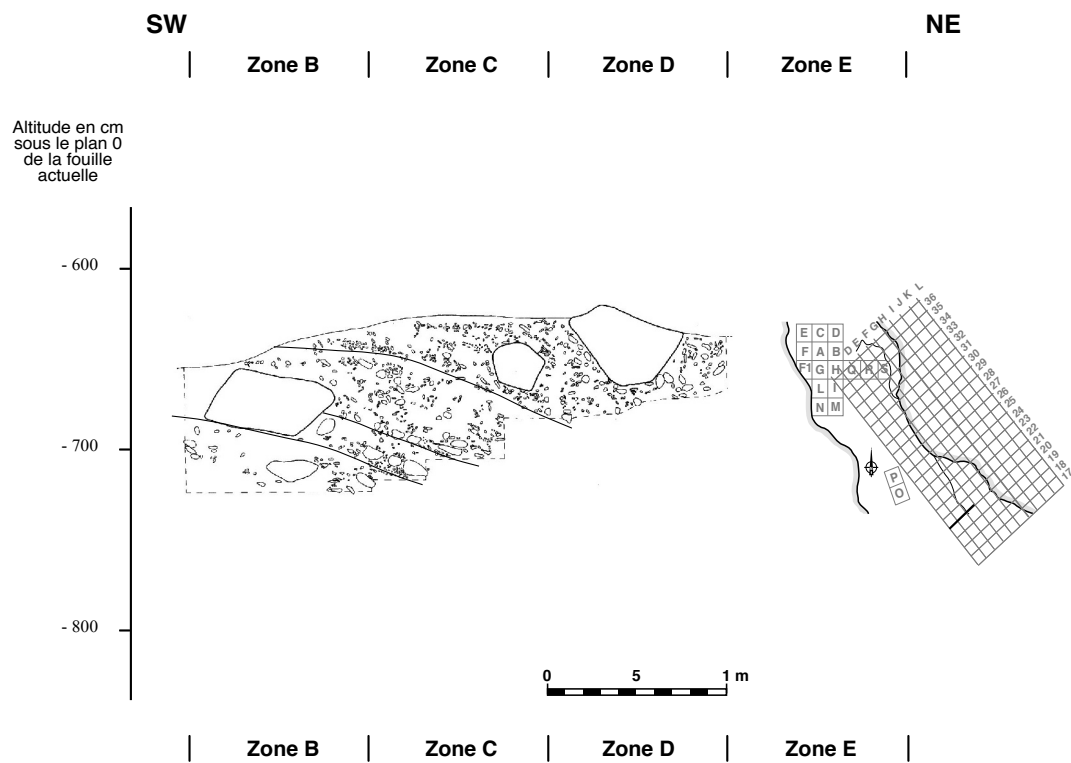 SW NE
Zone B Zone C Zone D Zone E
Altitude en cm
sous le plan 0
de la fouille
actuelle
- 600
- 700
- 800
E C D
F A B
F1 G H Q R S
L I
N M
P
O
D E F G H I J K L
36
35
34
33
32
31
30
29
28
27
26
25
24
23
22
21
20
19
18
17
0 5 1 m
Zone B Zone C Zone D Zone E